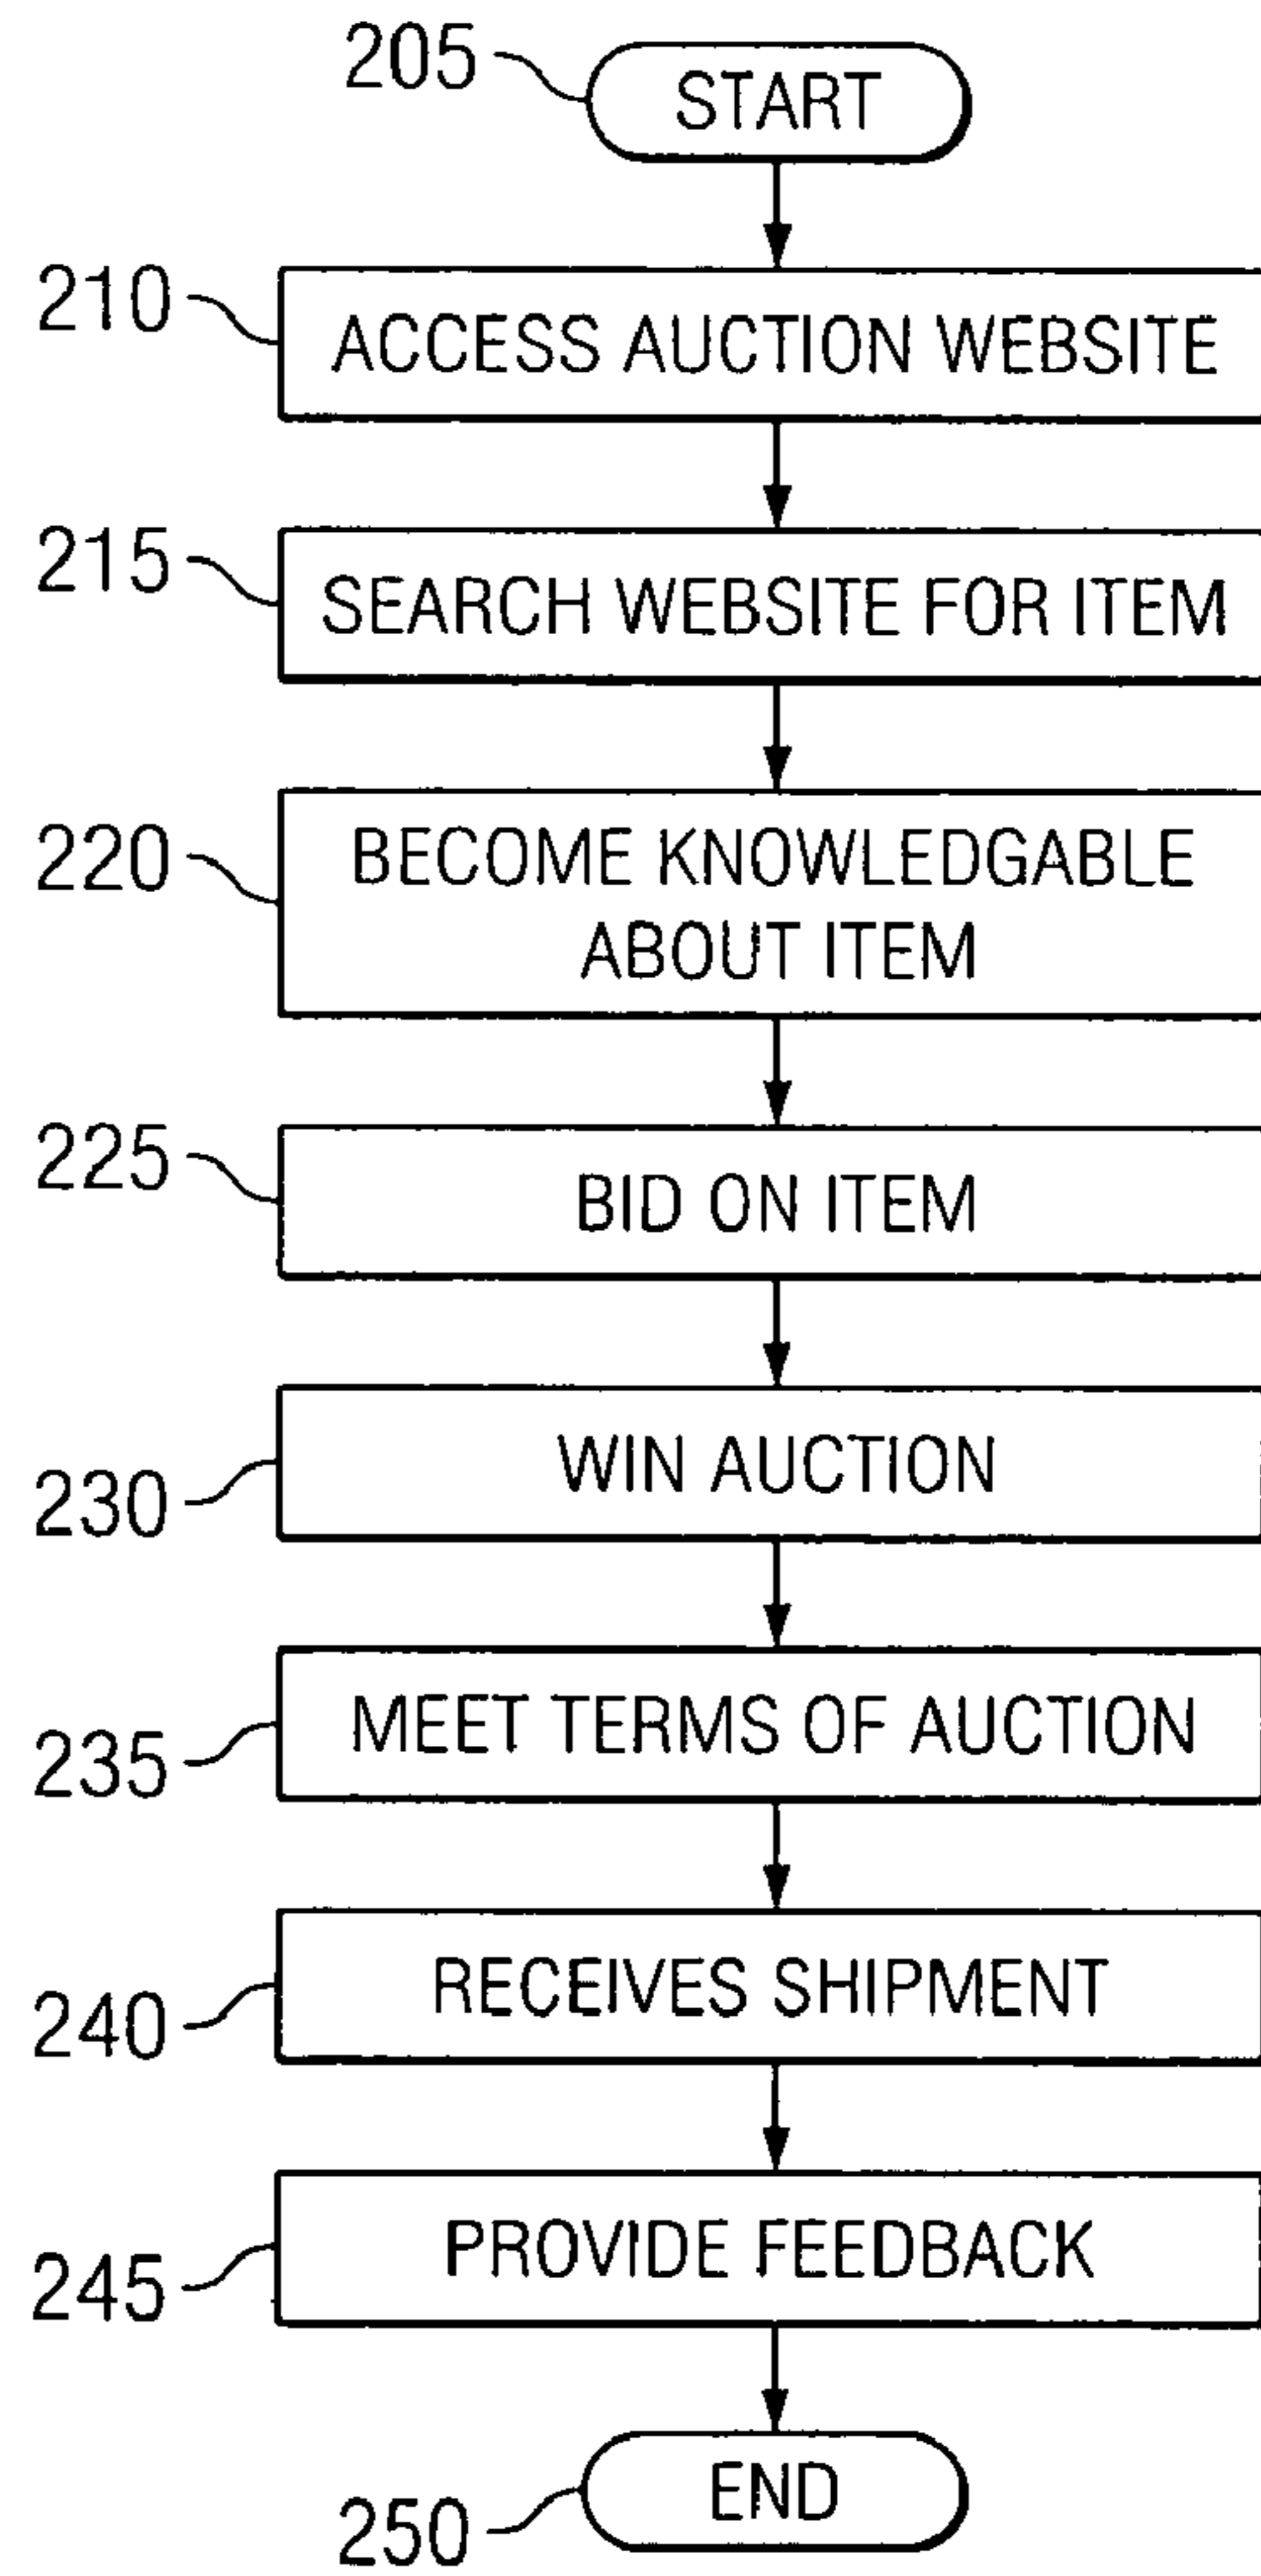 205
START
210
ACCESS AUCTION WEBSITE
215
SEARCH WEBSITE FOR ITEM
220
BECOME KNOWLEDGABLE
ABOUT ITEM
225
BID ON ITEM
WIN AUCTION
230
MEET TERMS OF AUCTION
235
RECEIVES SHIPMENT
240
PROVIDE FEEDBACK
245
END
250